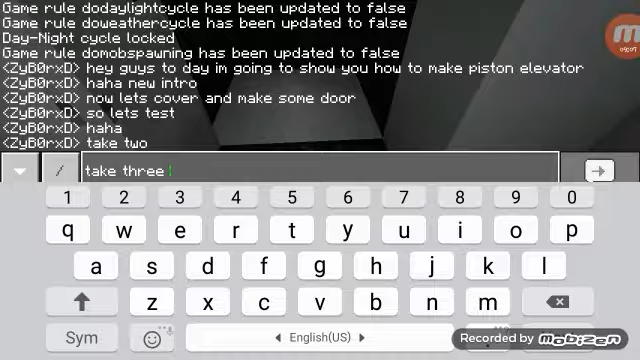 Game rule dodaylightcycle has been updated to false
Game rule doweathercycle has been updated to false
Day-Night cycle locked
Game rule domobspawning has been updated to false
<ZyB0rxD> hey guys to day im going to show you how to make piston elevator
<ZyB0rxD> haha new intro
<ZyB0rxD> now lets cover and make some door
<ZyB0rxD> so lets test
<ZyB0rxD> haha
<ZyB0rxD> take two
/ take three
1 2 3 4 5 6 7 8 9 0
q w e r t y u i o p
a s d f g h j k l
z x c v b n m
Sym English(US)
Recorded by mobizen
m